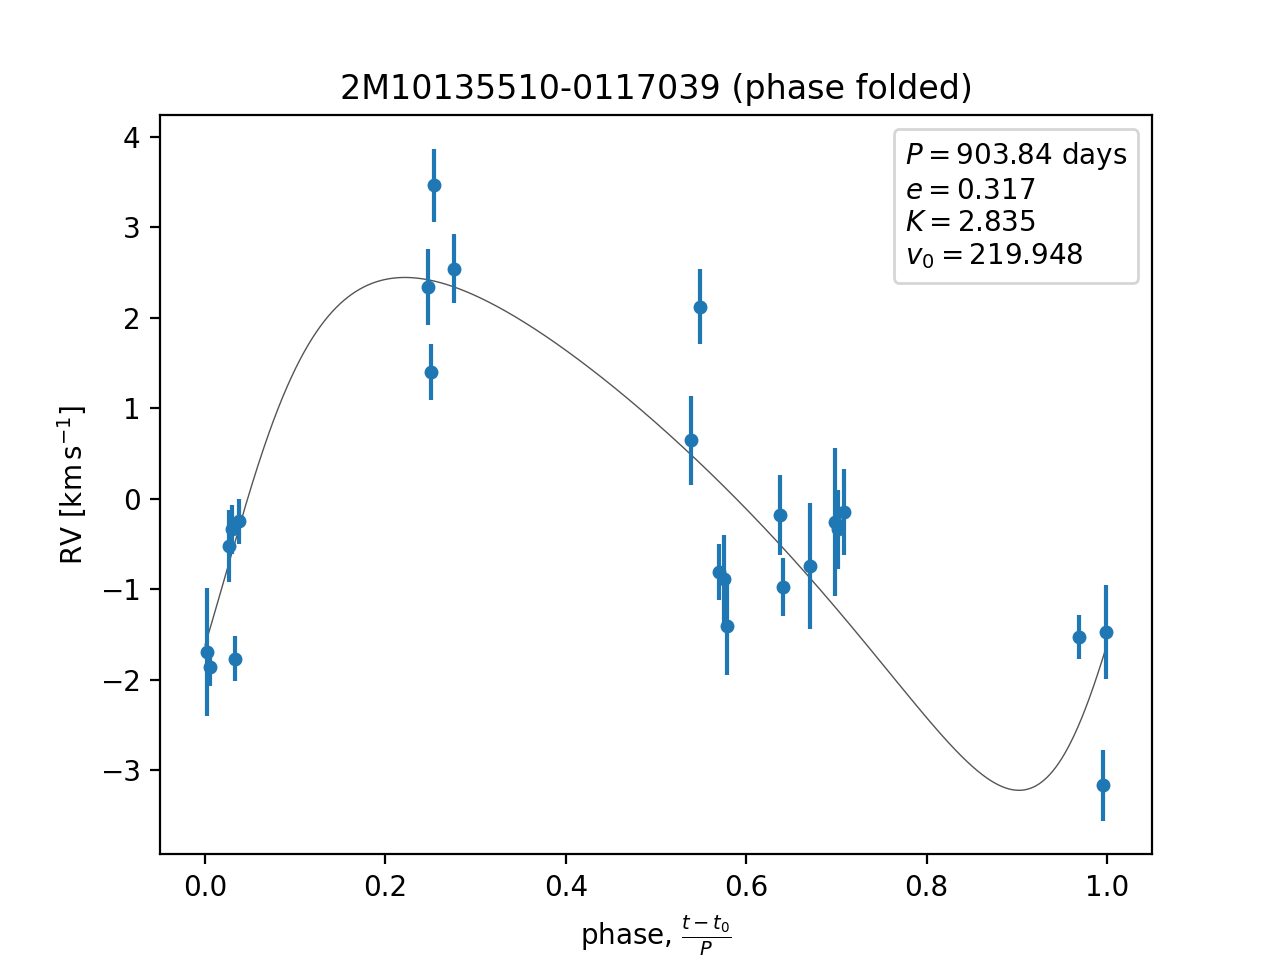 2M10135510-0117039 (phase folded)
P = 903.84 days
e = 0.317
K = 2.835
v₀ = 219.948
4
3
2
1
0
−1
−2
−3
RV [km s⁻¹]
0.0 0.2 0.4 0.6 0.8 1.0
phase, (t − t₀)/P